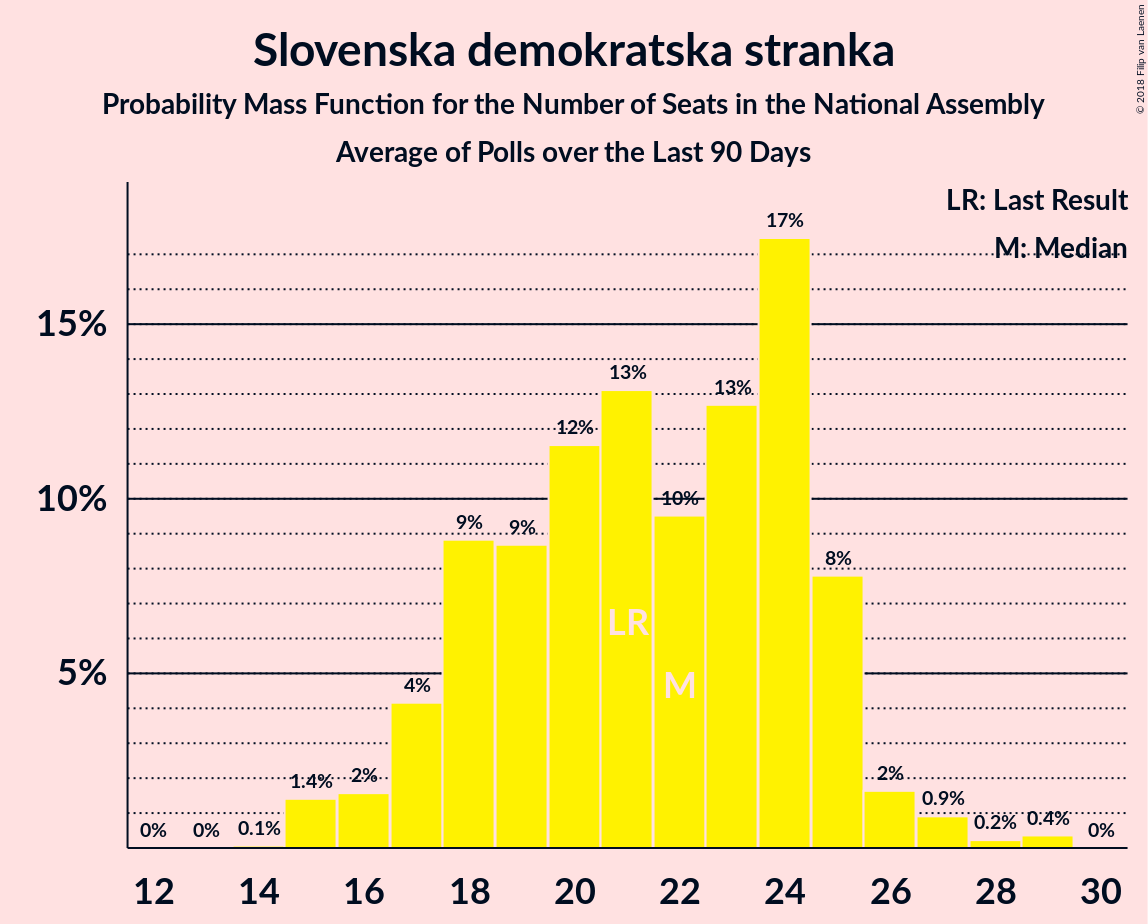 Slovenska demokratska stranka
Probability Mass Function for the Number of Seats in the National Assembly
Average of Polls over the Last 90 Days
© 2018 Filip van Laenen
LR: Last Result
M: Median
15%
10%
5%
0%
0%
0.1%
1.4%
2%
4%
9%
9%
12%
13%
10%
13%
17%
8%
2%
0.9%
0.2%
0.4%
0%
LR
M
12 14 16 18 20 22 24 26 28 30